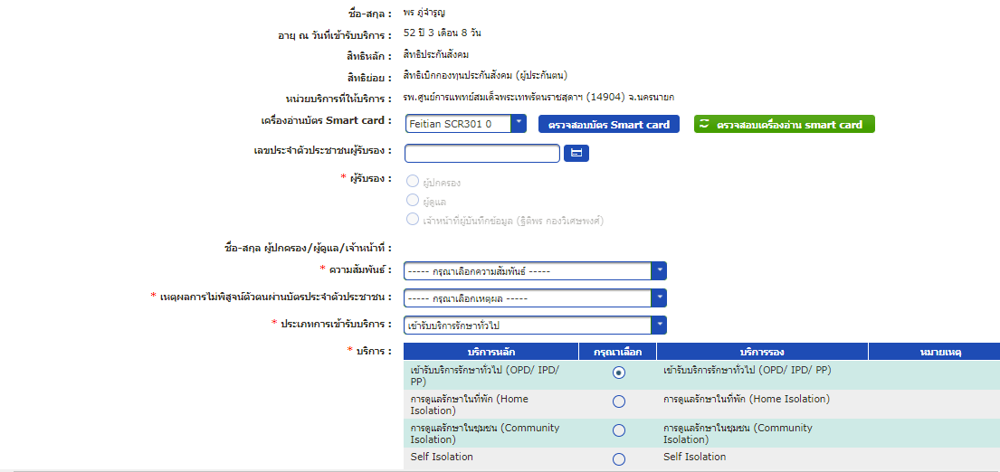 ชื่อ-สกุล : พร ภู่จำรูญ
อายุ ณ วันที่เข้ารับบริการ : 52 ปี 3 เดือน 8 วัน
สิทธิหลัก : สิทธิประกันสังคม
สิทธิย่อย : สิทธิเบิกกองทุนประกันสังคม (ผู้ประกันตน)
หน่วยบริการที่ให้บริการ : รพ.ศูนย์การแพทย์สมเด็จพระเทพรัตนราชสุดาฯ (14904) จ.นครนายก
เครื่องอ่านบัตร Smart card : Feitian SCR301 0 ตรวจสอบบัตร Smart card ตรวจสอบเครื่องอ่าน smart card
เลขประจำตัวประชาชนผู้รับรอง :
* ผู้รับรอง : ผู้ปกครอง
ผู้ดูแล
เจ้าหน้าที่ผู้บันทึกข้อมูล (ฐิติพร กองวิเศษพงศ์)
ชื่อ-สกุล ผู้ปกครอง/ผู้ดูแล/เจ้าหน้าที่ :
* ความสัมพันธ์ : ----- กรุณาเลือกความสัมพันธ์ -----
* เหตุผลการไม่พิสูจน์ตัวตนผ่านบัตรประจำตัวประชาชน : ----- กรุณาเลือกเหตุผล -----
* ประเภทการเข้ารับบริการ : เข้ารับบริการรักษาทั่วไป
* บริการ : บริการหลัก กรุณาเลือก บริการรอง หมายเหตุ
เข้ารับบริการรักษาทั่วไป (OPD/ IPD/ เข้ารับบริการรักษาทั่วไป (OPD/ IPD/ PP)
PP)
การดูแลรักษาในที่พัก (Home การดูแลรักษาในที่พัก (Home Isolation)
Isolation)
การดูแลรักษาในชุมชน (Community การดูแลรักษาในชุมชน (Community
Isolation) Isolation)
Self Isolation Self Isolation